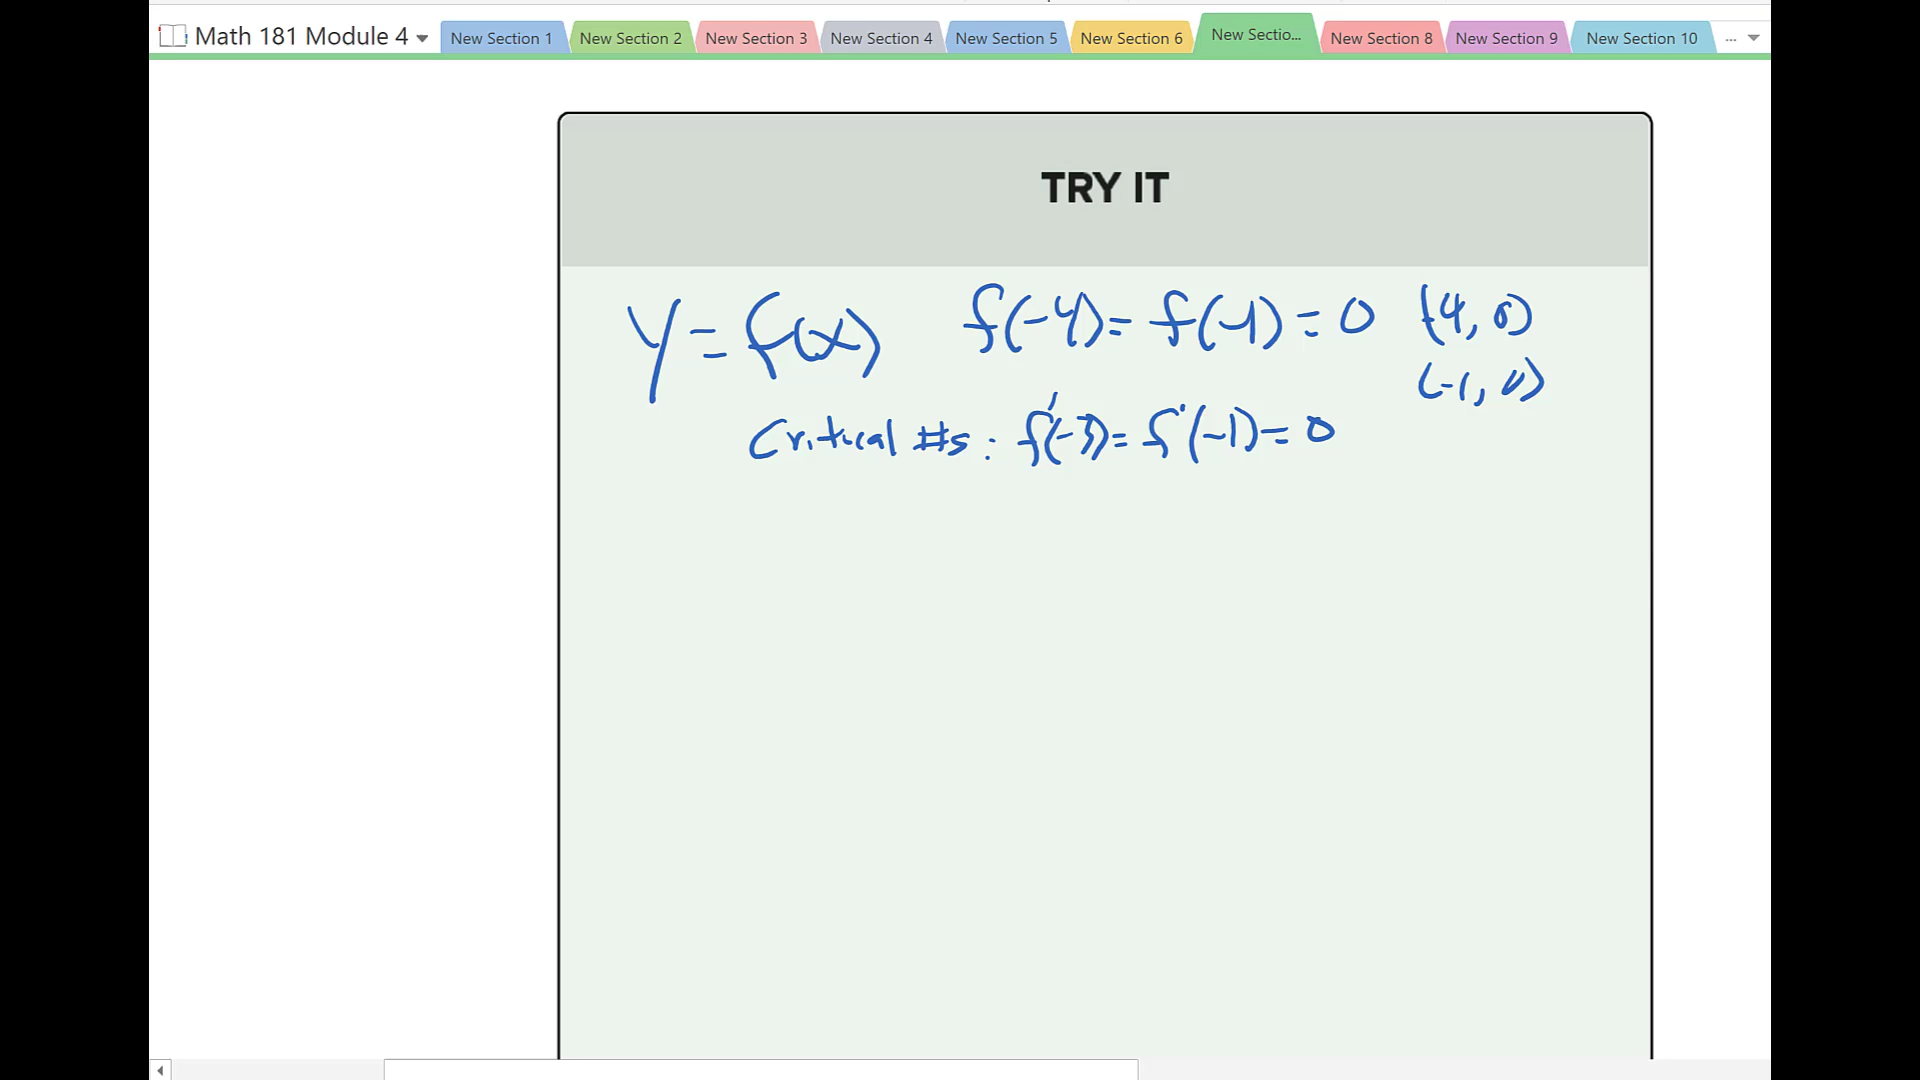 Math 181 Module 4 New Section 1 New Section 2 New Section 3 New Section 4 New Section 5 New Section 6 New Sectio... New Section 8 New Section 9 New Section 10 ...
TRY IT
y = f(x) f(-4) = f(-1) = 0 (-4, 0)
(-1, 0)
Critical #s : f'(-3) = f'(-1) = 0